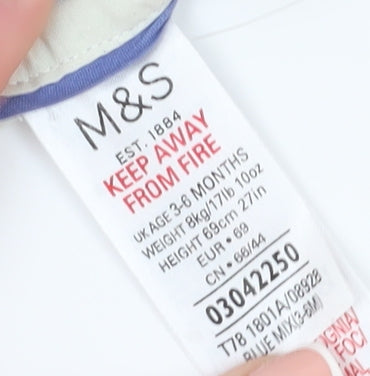 M&S
EST. 1884
KEEP AWAY
FROM FIRE
UK AGE 3-6 MONTHS
WEIGHT 8kg/17lb 10oz
HEIGHT 69cm 27in
EUR • 69
CN • 66/44
03042250
T78 1801A/08928
BLUE MIX(3-6M)